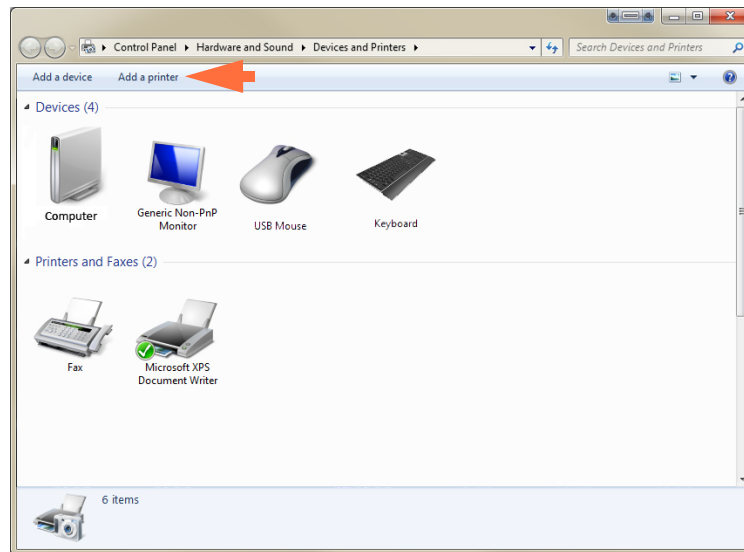 Control Panel Hardware and Sound Devices and Printers Search Devices and Printers
Add a device Add a printer
Devices (4)
Computer
Generic Non-PnP
Monitor
USB Mouse
Keyboard
Printers and Faxes (2)
Fax
Microsoft XPS
Document Writer
6 items